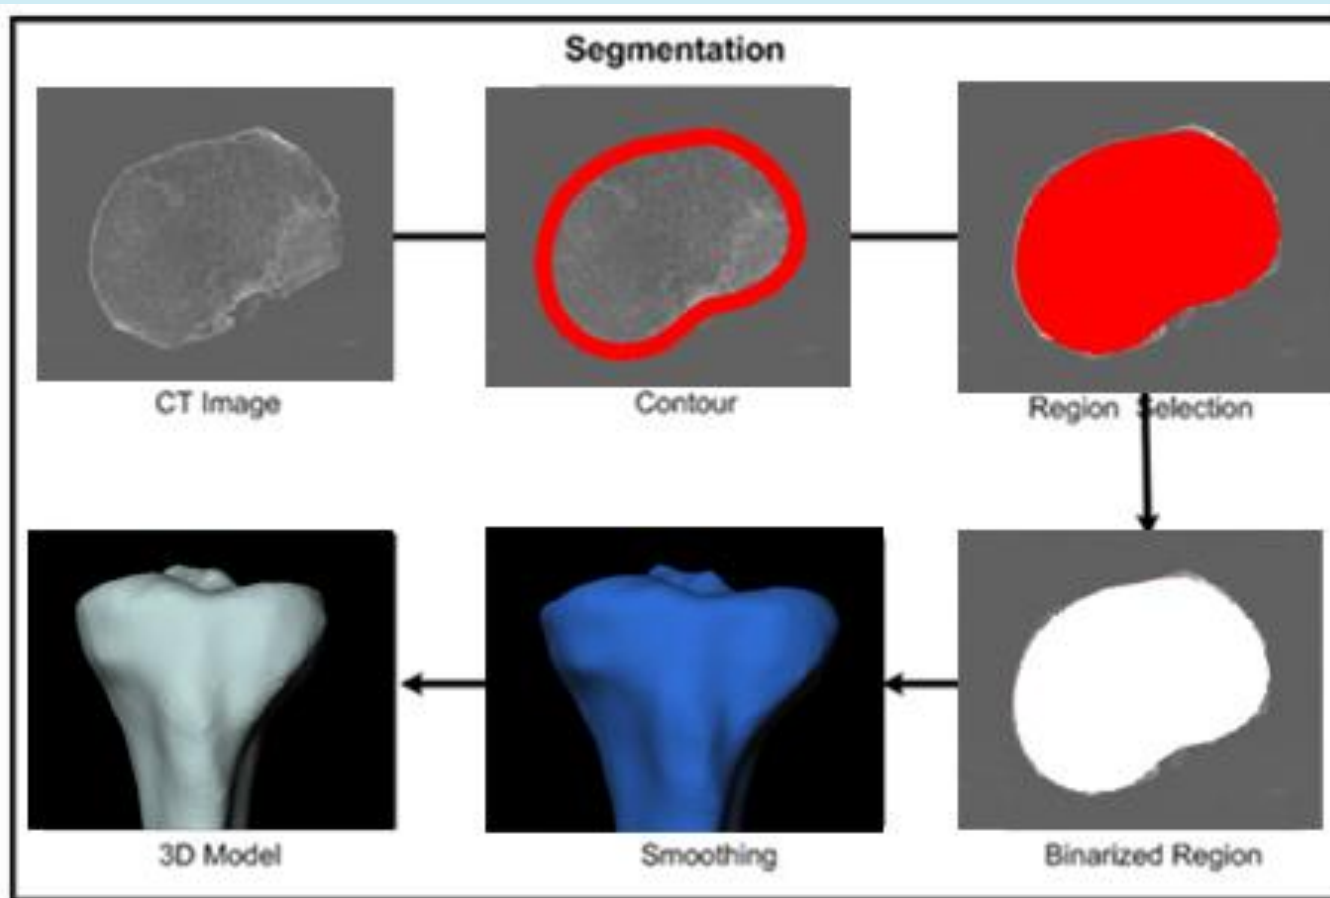 Segmentation
CT Image
Contour
Region Selection
3D Model
Smoothing
Binarized Region